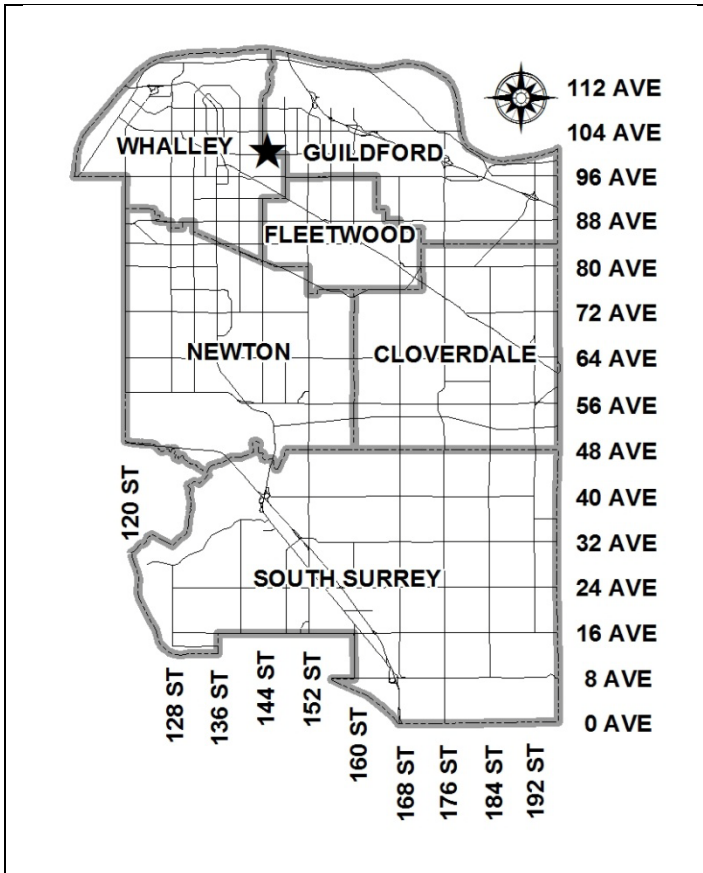 112 AVE
104 AVE
WHALLEY
GUILDFORD
96 AVE
88 AVE
FLEETWOOD
80 AVE
72 AVE
NEWTON
CLOVERDALE
64 AVE
56 AVE
48 AVE
120 ST
40 AVE
32 AVE
SOUTH SURREY
24 AVE
16 AVE
8 AVE
0 AVE
128 ST
136 ST
144 ST
152 ST
160 ST
168 ST
176 ST
184 ST
192 ST